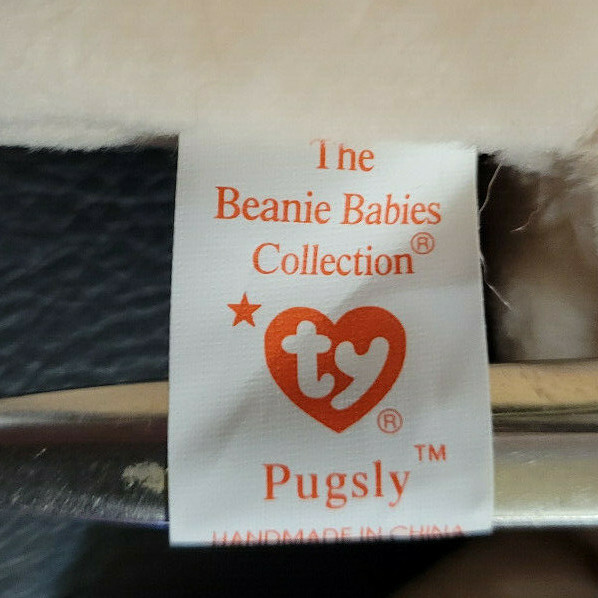 The
Beanie Babies
Collection®
ty®
Pugsly™
HANDMADE IN CHINA